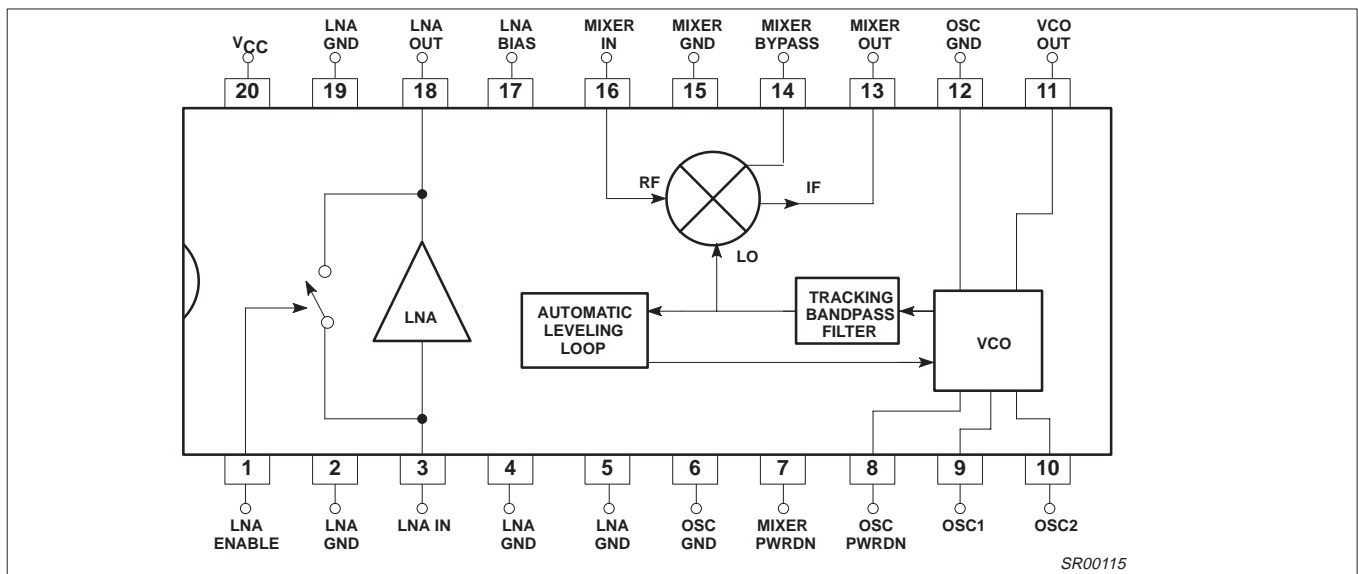 VCC
LNA
GND
LNA
OUT
LNA
BIAS
MIXER
IN
MIXER
GND
MIXER
BYPASS
MIXER
OUT
OSC
GND
VCO
OUT
20
19
18
17
16
15
14
13
12
11
RF
IF
LO
LNA
AUTOMATIC
LEVELING
LOOP
TRACKING
BANDPASS
FILTER
VCO
1
2
3
4
5
6
7
8
9
10
LNA
ENABLE
LNA
GND
LNA IN
LNA
GND
LNA
GND
OSC
GND
MIXER
PWRDN
OSC
PWRDN
OSC1
OSC2
SR00115